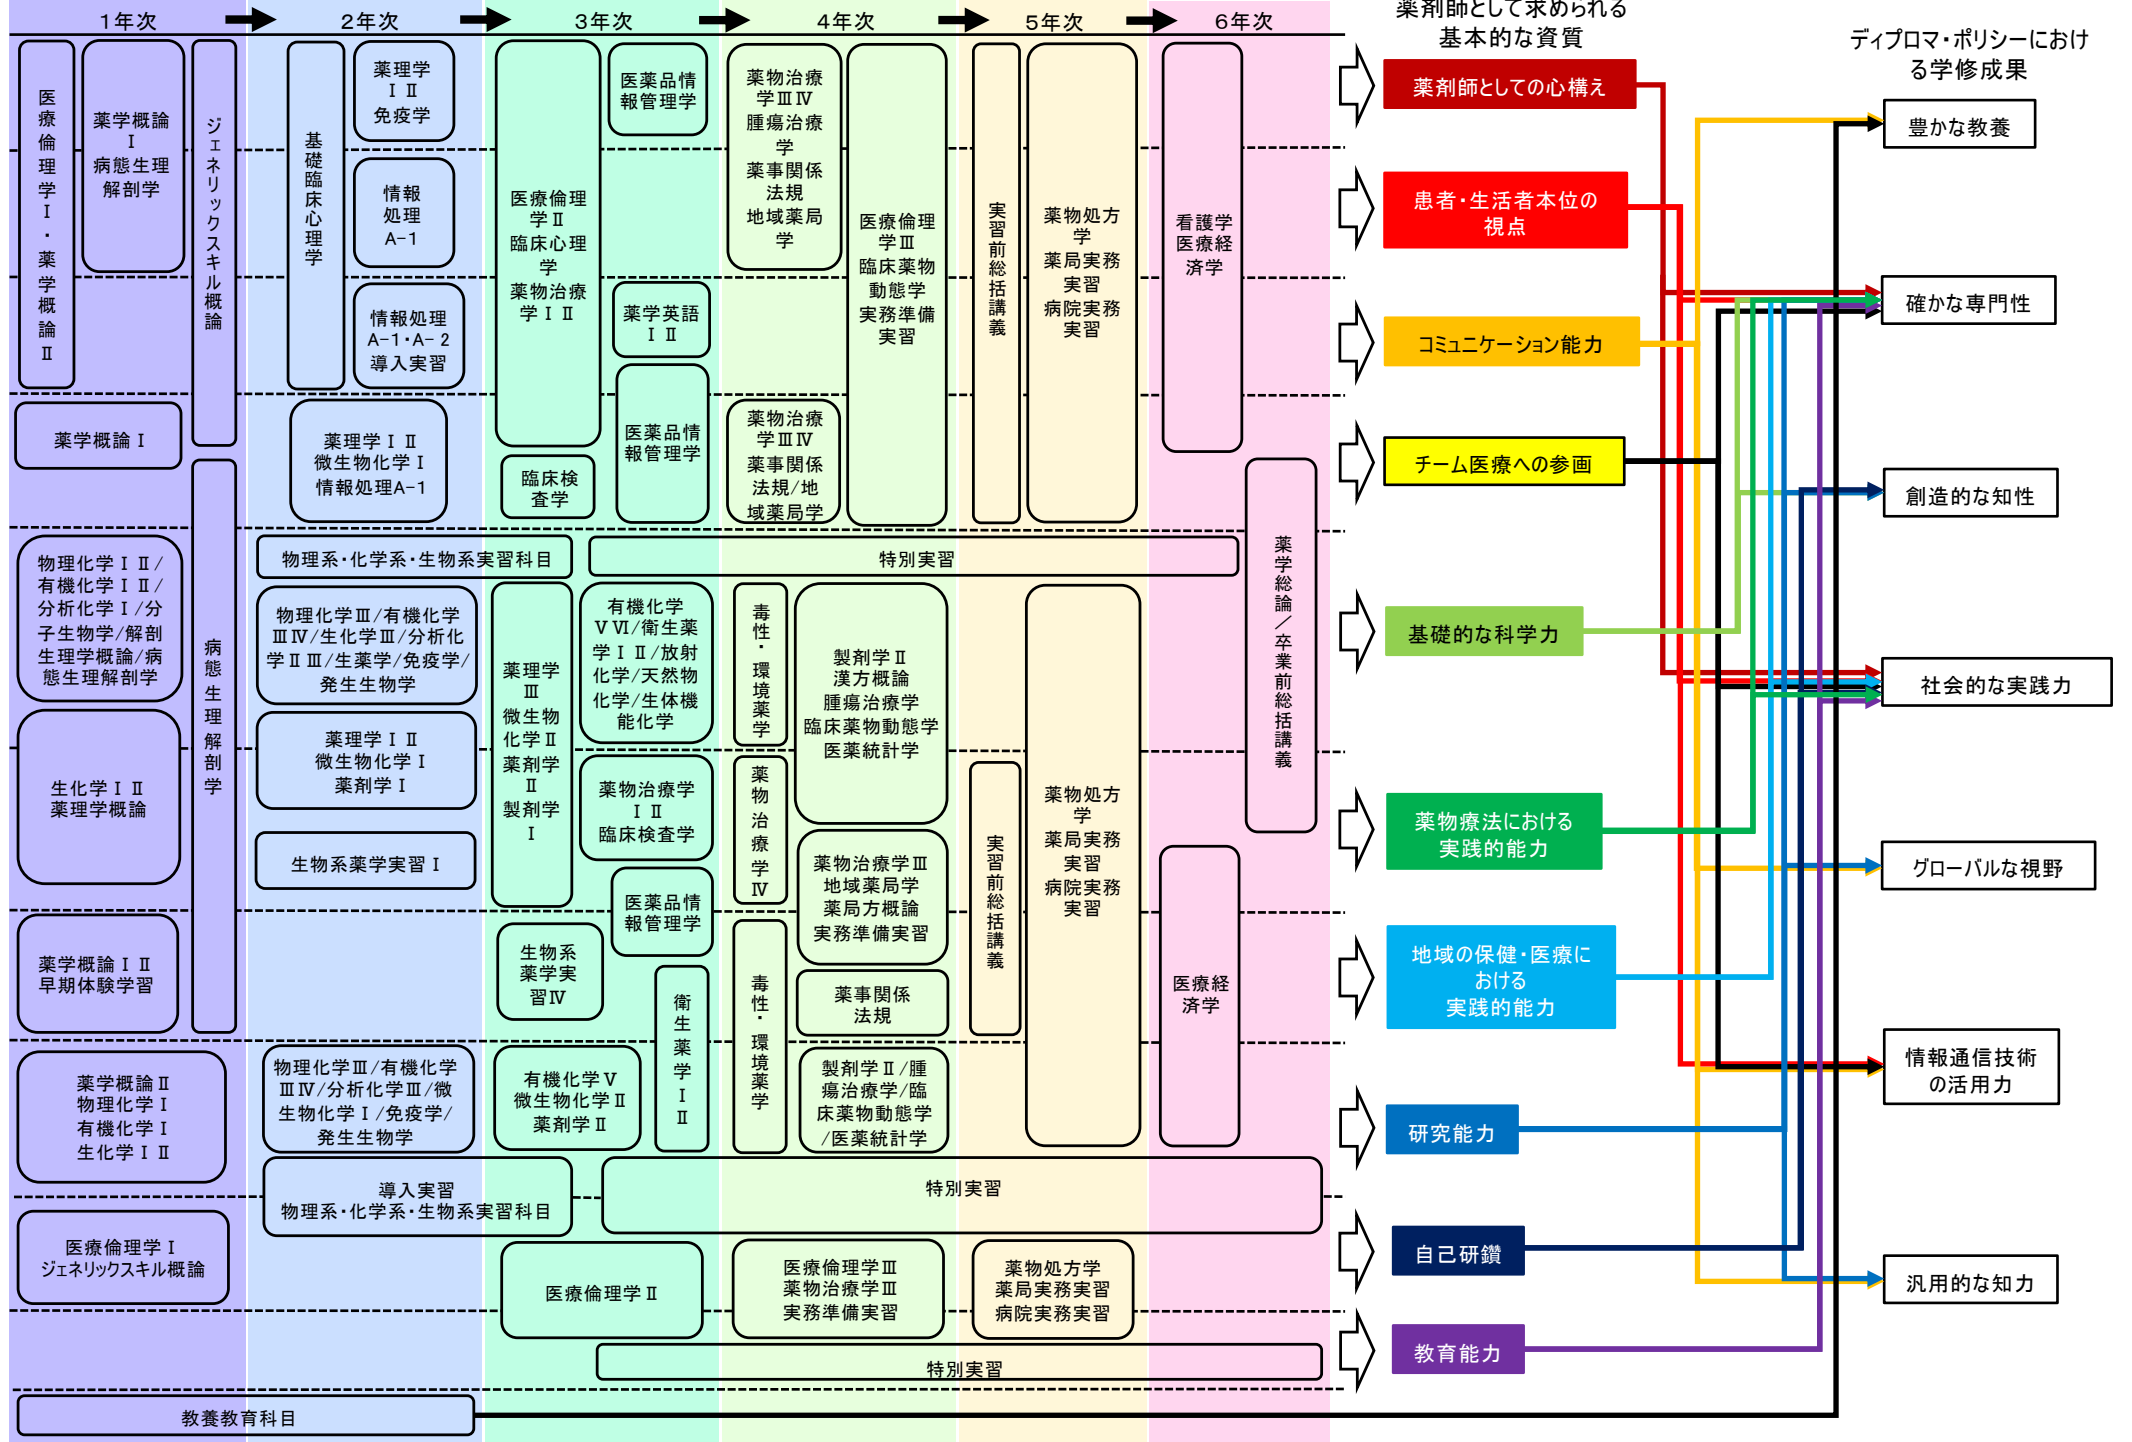 1年次
2年次
3年次
4年次
5年次
6年次
薬剤師として求められる
基本的な資質
ディプロマ・ポリシーにおけ
る学修成果
医療倫理学Ⅰ・薬学概論Ⅱ
薬学概論
Ⅰ
病態生理
解剖学
ジェネリックスキル概論
薬学概論Ⅰ
病態生理解剖学
物理化学ⅠⅡ/
有機化学ⅠⅡ/
分析化学Ⅰ/分
子生物学/解剖
生理学概論/病
態生理解剖学
生化学ⅠⅡ
薬理学概論
薬学概論ⅠⅡ
早期体験学習
薬学概論Ⅱ
物理化学Ⅰ
有機化学Ⅰ
生化学ⅠⅡ
医療倫理学Ⅰ
ジェネリックスキル概論
教養教育科目
基礎臨床心理学
薬理学
ⅠⅡ
免疫学
情報
処理
A-1
情報処理
A-1・A-2
導入実習
薬理学ⅠⅡ
微生物化学Ⅰ
情報処理A-1
物理系・化学系・生物系実習科目
物理化学Ⅲ/有機化学
ⅢⅣ/生化学Ⅲ/分析化
学ⅡⅢ/生薬学/免疫学/
発生生物学
薬理学ⅠⅡ
微生物化学Ⅰ
薬剤学Ⅰ
生物系薬学実習Ⅰ
物理化学Ⅲ/有機化学
ⅢⅣ/分析化学Ⅲ/微
生物化学Ⅰ/免疫学/
発生生物学
導入実習
物理系・化学系・生物系実習科目
医療倫理
学Ⅱ
臨床心理
学
薬物治療
学ⅠⅡ
医薬品情
報管理学
薬学英語
ⅠⅡ
医薬品情
報管理学
臨床検
査学
特別実習
薬理学
Ⅲ
微生物
化学Ⅱ
薬剤学
Ⅱ
製剤学
Ⅰ
有機化学
ⅤⅥ/衛生薬
学ⅠⅡ/放射
化学/天然物
化学/生体機
能化学
薬物治療学
ⅠⅡ
臨床検査学
医薬品情
報管理学
生物系
薬学実
習Ⅳ
衛生薬学ⅠⅡ
有機化学Ⅴ
微生物化学Ⅱ
薬剤学Ⅱ
特別実習
医療倫理学Ⅱ
特別実習
薬物治療
学ⅢⅣ
腫瘍治療
学
薬事関係
法規
地域薬局
学
医療倫理
学Ⅲ
臨床薬物
動態学
実務準備
実習
薬物治療
学ⅢⅣ
薬事関係
法規/地
域薬局学
毒性・環境薬学
製剤学Ⅱ
漢方概論
腫瘍治療学
臨床薬物動態学
医薬統計学
薬物治療学Ⅳ
薬物治療学Ⅲ
地域薬局学
薬局方概論
実務準備実習
毒性・環境薬学
薬事関係
法規
製剤学Ⅱ/腫
瘍治療学/臨
床薬物動態学
/医薬統計学
医療倫理学Ⅲ
薬物治療学Ⅲ
実務準備実習
実習前総括講義
薬物処方
学
薬局実務
実習
病院実務
実習
実習前総括講義
薬物処方
学
薬局実務
実習
病院実務
実習
薬物処方学
薬局実務実習
病院実務実習
看護学
医療経
済学
薬学総論/卒業前総括講義
医療経
済学
薬剤師としての心構え
患者・生活者本位の
視点
コミュニケーション能力
チーム医療への参画
基礎的な科学力
薬物療法における
実践的能力
地域の保健・医療に
おける
実践的能力
研究能力
自己研鑽
教育能力
豊かな教養
確かな専門性
創造的な知性
社会的な実践力
グローバルな視野
情報通信技術
の活用力
汎用的な知力